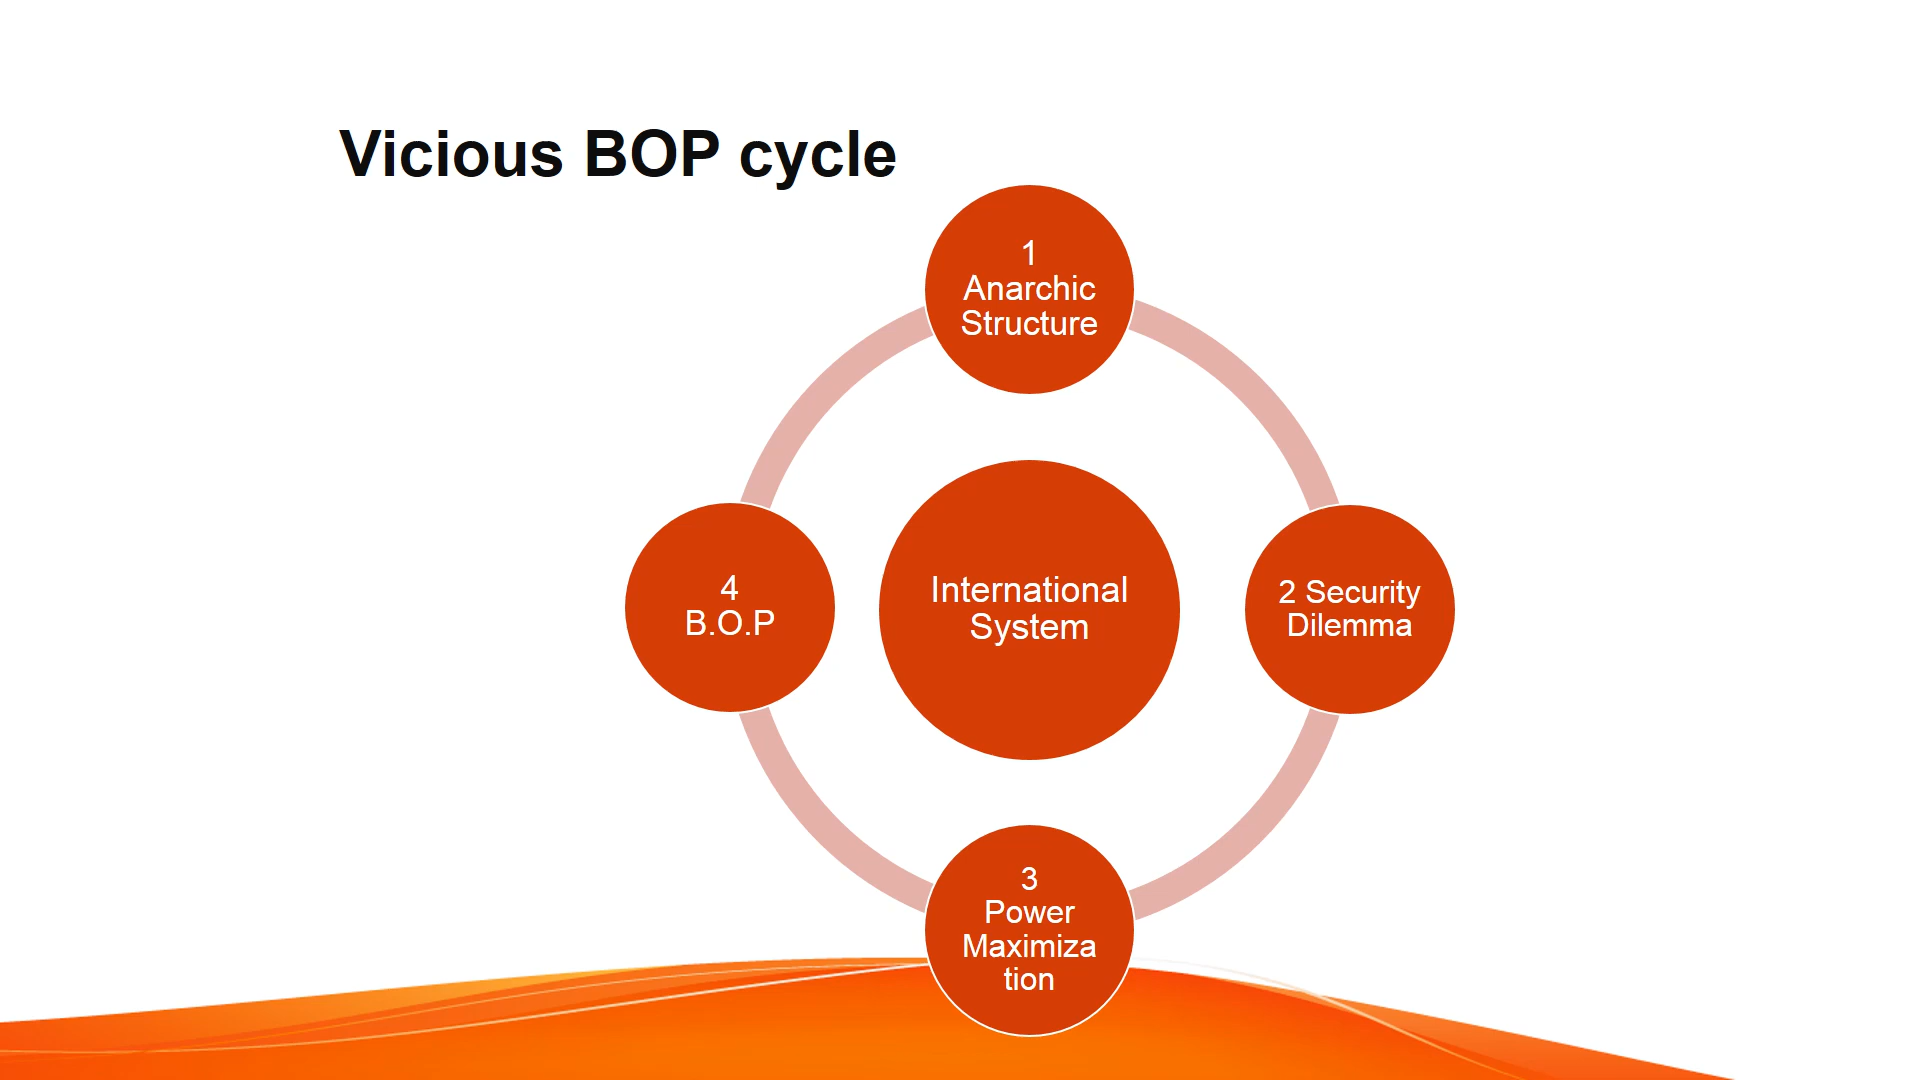 Vicious BOP cycle
1
Anarchic
Structure
2 Security
Dilemma
3
Power
Maximiza
tion
4
B.O.P
International
System